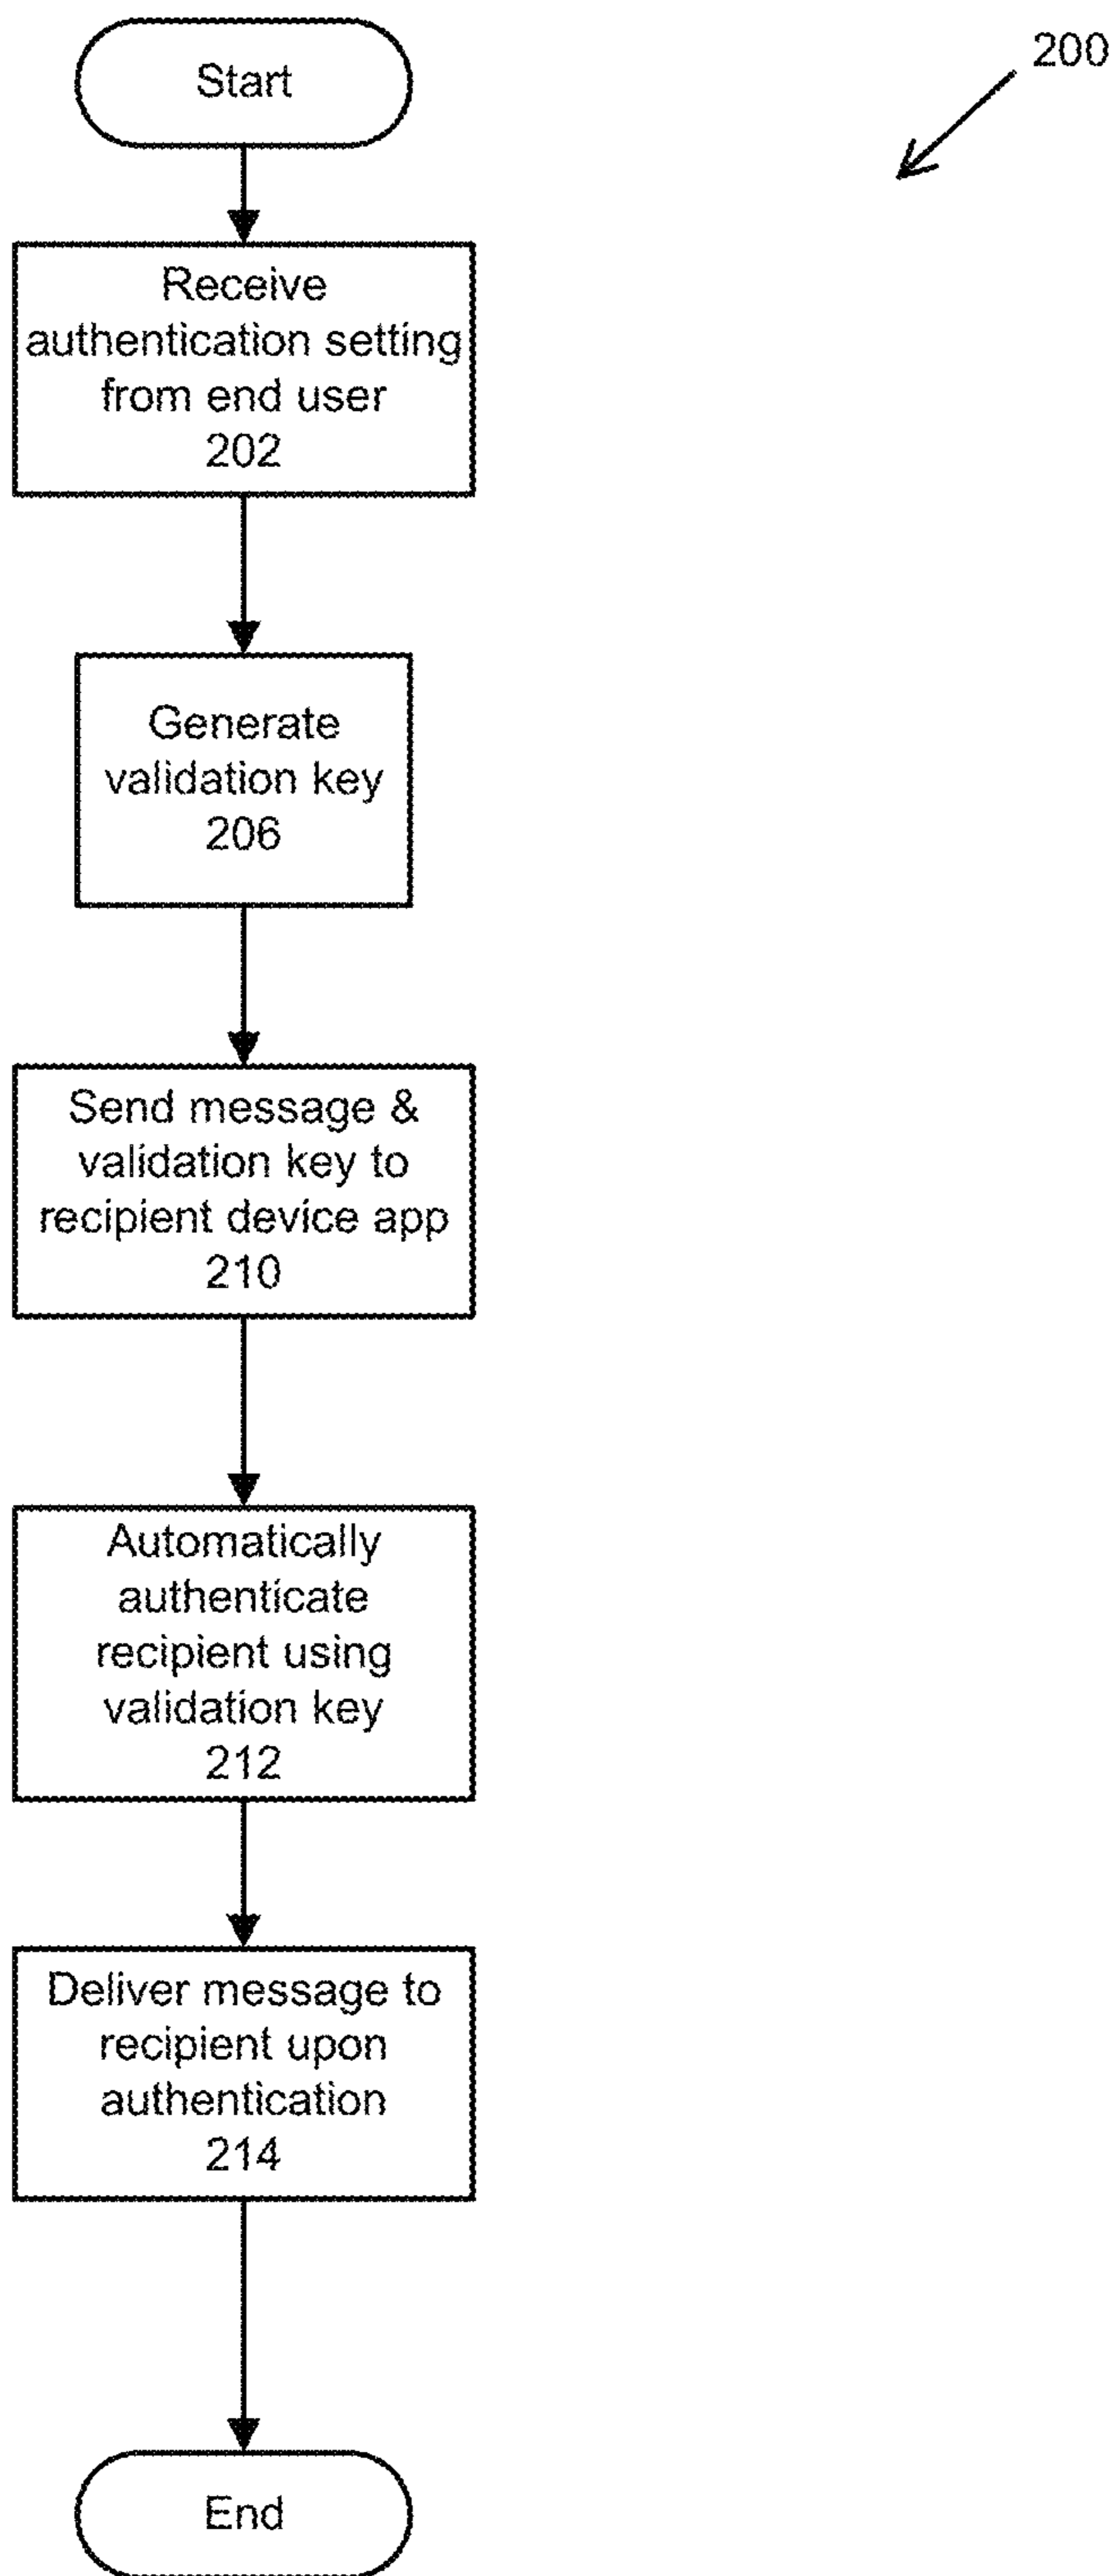 Start
200
Receive
authentication setting
from end user
202
Generate
validation key
206
Send message &
validation key to
recipient device app
210
Automatically
authenticate
recipient using
validation key
212
Deliver message to
recipient upon
authentication
214
End